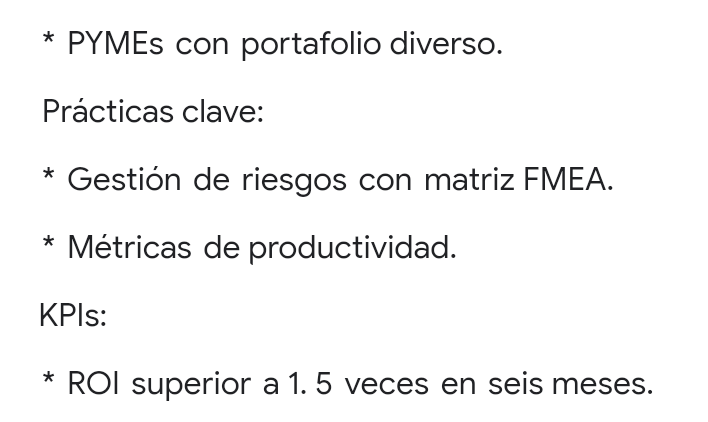 * PYMEs con portafolio diverso.
Prácticas clave:
* Gestión de riesgos con matriz FMEA.
* Métricas de productividad.
KPIs:
* ROI superior a 1. 5 veces en seis meses.